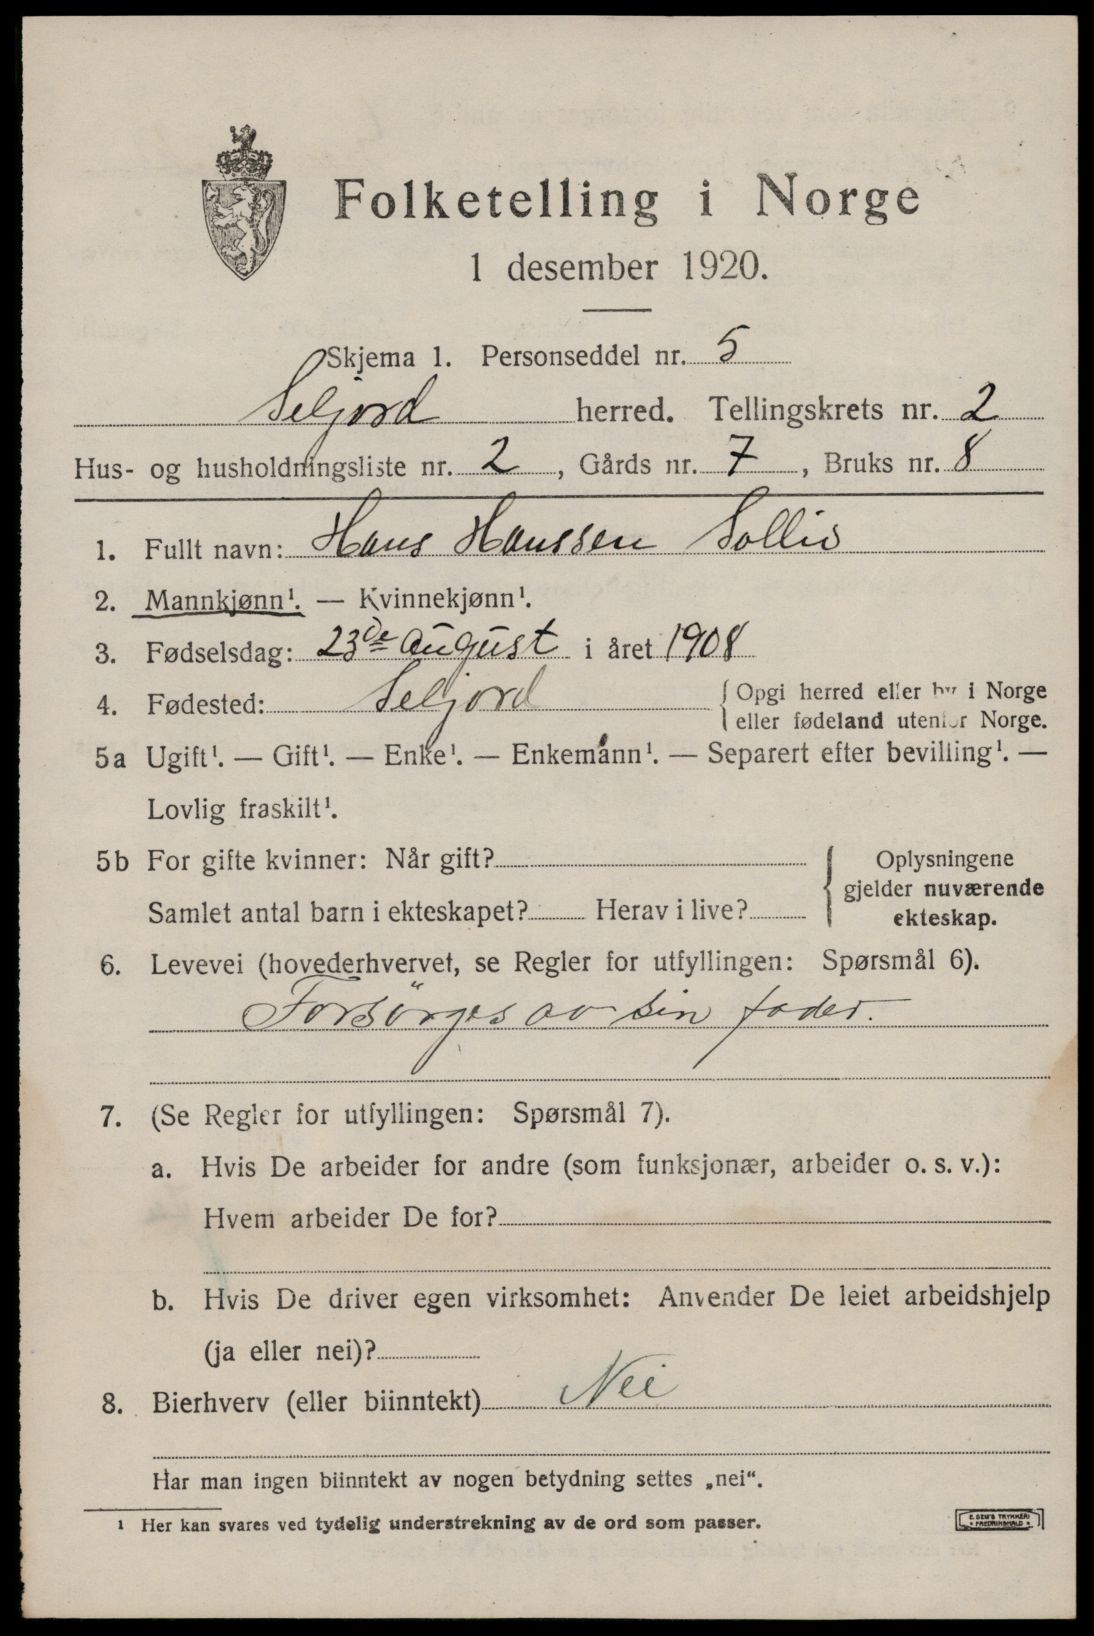 Folketelling i Norge
1 desember 1920.
Skjema 1. Personseddel nr. 5
Seljord herred. Tellingskrets nr. 2
Hus- og husholdningsliste nr. 2, Gårds nr. 7, Bruks nr. 8
1. Fullt navn: Hans Hanssen Sollid
2. Mannkjønn¹. — Kvinnekjønn¹.
3. Fødselsdag: 23de august i året 1908
4. Fødested: Seljord { Opgi herred eller by i Norge
eller fødeland utenfor Norge.
5a Ugift¹. — Gift¹. — Enke¹. — Enkemann¹. — Separert efter bevilling¹. —
Lovlig fraskilt¹.
5b For gifte kvinner: Når gift? Oplysningene
gjelder nuværende
Samlet antal barn i ekteskapet? Herav i live? ekteskap.
6. Levevei (hovederhvervet, se Regler for utfyllingen: Spørsmål 6).
Forsörges av sin fader.
7. (Se Regler for utfyllingen: Spørsmål 7).
a. Hvis De arbeider for andre (som funksjonær, arbeider o. s. v.):
Hvem arbeider De for?
b. Hvis De driver egen virksomhet: Anvender De leiet arbeidshjelp
(ja eller nei)?
8. Bierhverv (eller biinntekt) Nei
Har man ingen biinntekt av nogen betydning settes „nei“.
¹ Her kan svares ved tydelig understrekning av de ord som passer.
E. SEM'S TRYKKERI
FREDRIKSHALD